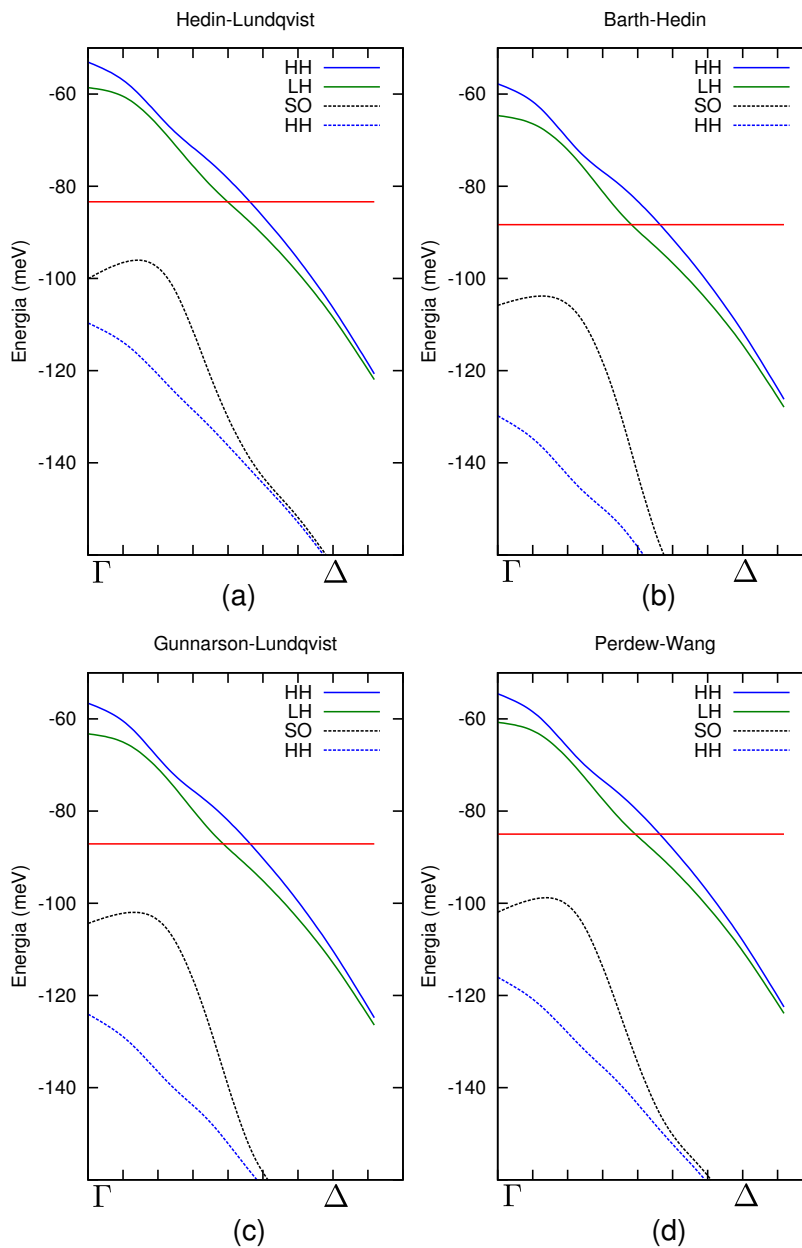 Hedin-Lundqvist
HH
LH
SO
HH
-60
-80
-100
-120
-140
Energia (meV)
Γ
Δ
(a)
Barth-Hedin
HH
LH
SO
HH
-60
-80
-100
-120
-140
Energia (meV)
Γ
Δ
(b)
Gunnarson-Lundqvist
HH
LH
SO
HH
-60
-80
-100
-120
-140
Energia (meV)
Γ
Δ
(c)
Perdew-Wang
HH
LH
SO
HH
-60
-80
-100
-120
-140
Energia (meV)
Γ
Δ
(d)